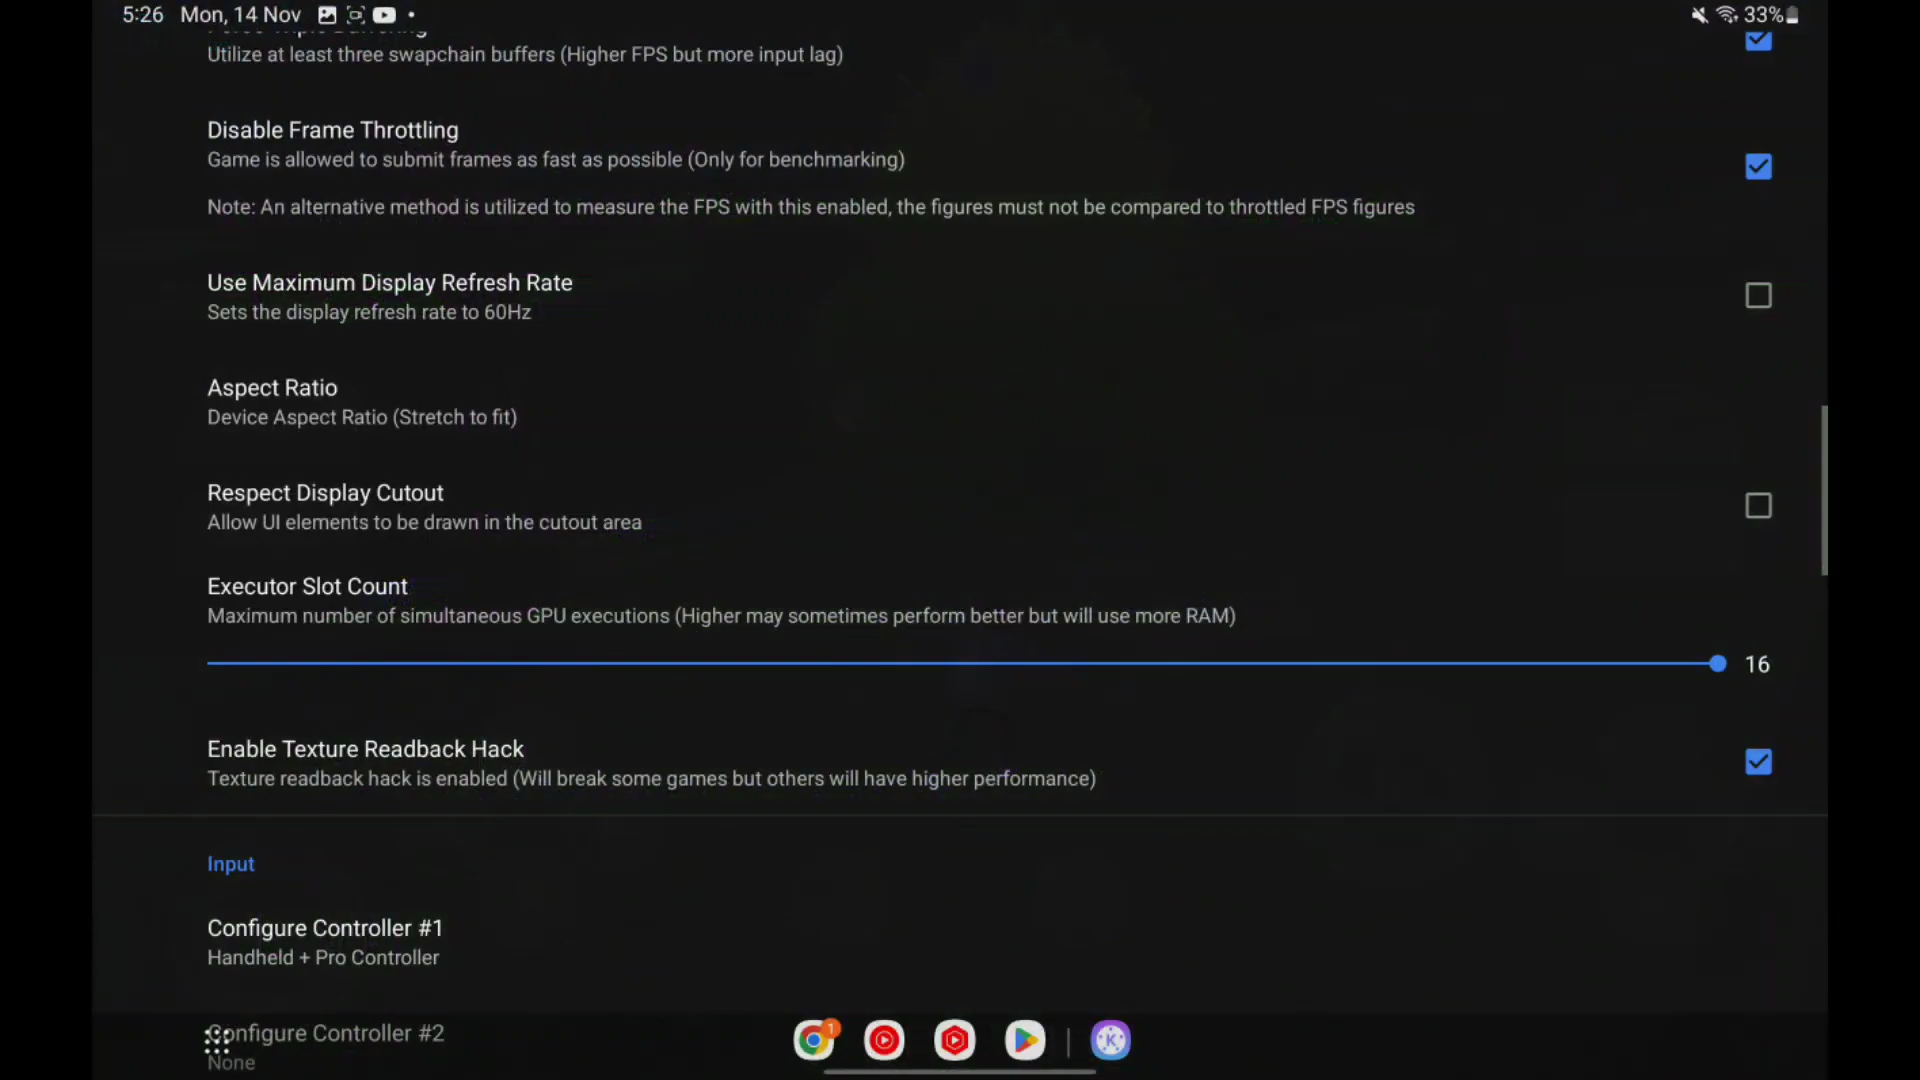 5:26 Mon, 14 Nov
33%
Utilize at least three swapchain buffers (Higher FPS but more input lag)
Disable Frame Throttling
Game is allowed to submit frames as fast as possible (Only for benchmarking)
Note: An alternative method is utilized to measure the FPS with this enabled, the figures must not be compared to throttled FPS figures
Use Maximum Display Refresh Rate
Sets the display refresh rate to 60Hz
Aspect Ratio
Device Aspect Ratio (Stretch to fit)
Respect Display Cutout
Allow UI elements to be drawn in the cutout area
Executor Slot Count
Maximum number of simultaneous GPU executions (Higher may sometimes perform better but will use more RAM)
16
Enable Texture Readback Hack
Texture readback hack is enabled (Will break some games but others will have higher performance)
Input
Configure Controller #1
Handheld + Pro Controller
Configure Controller #2
None
1
K